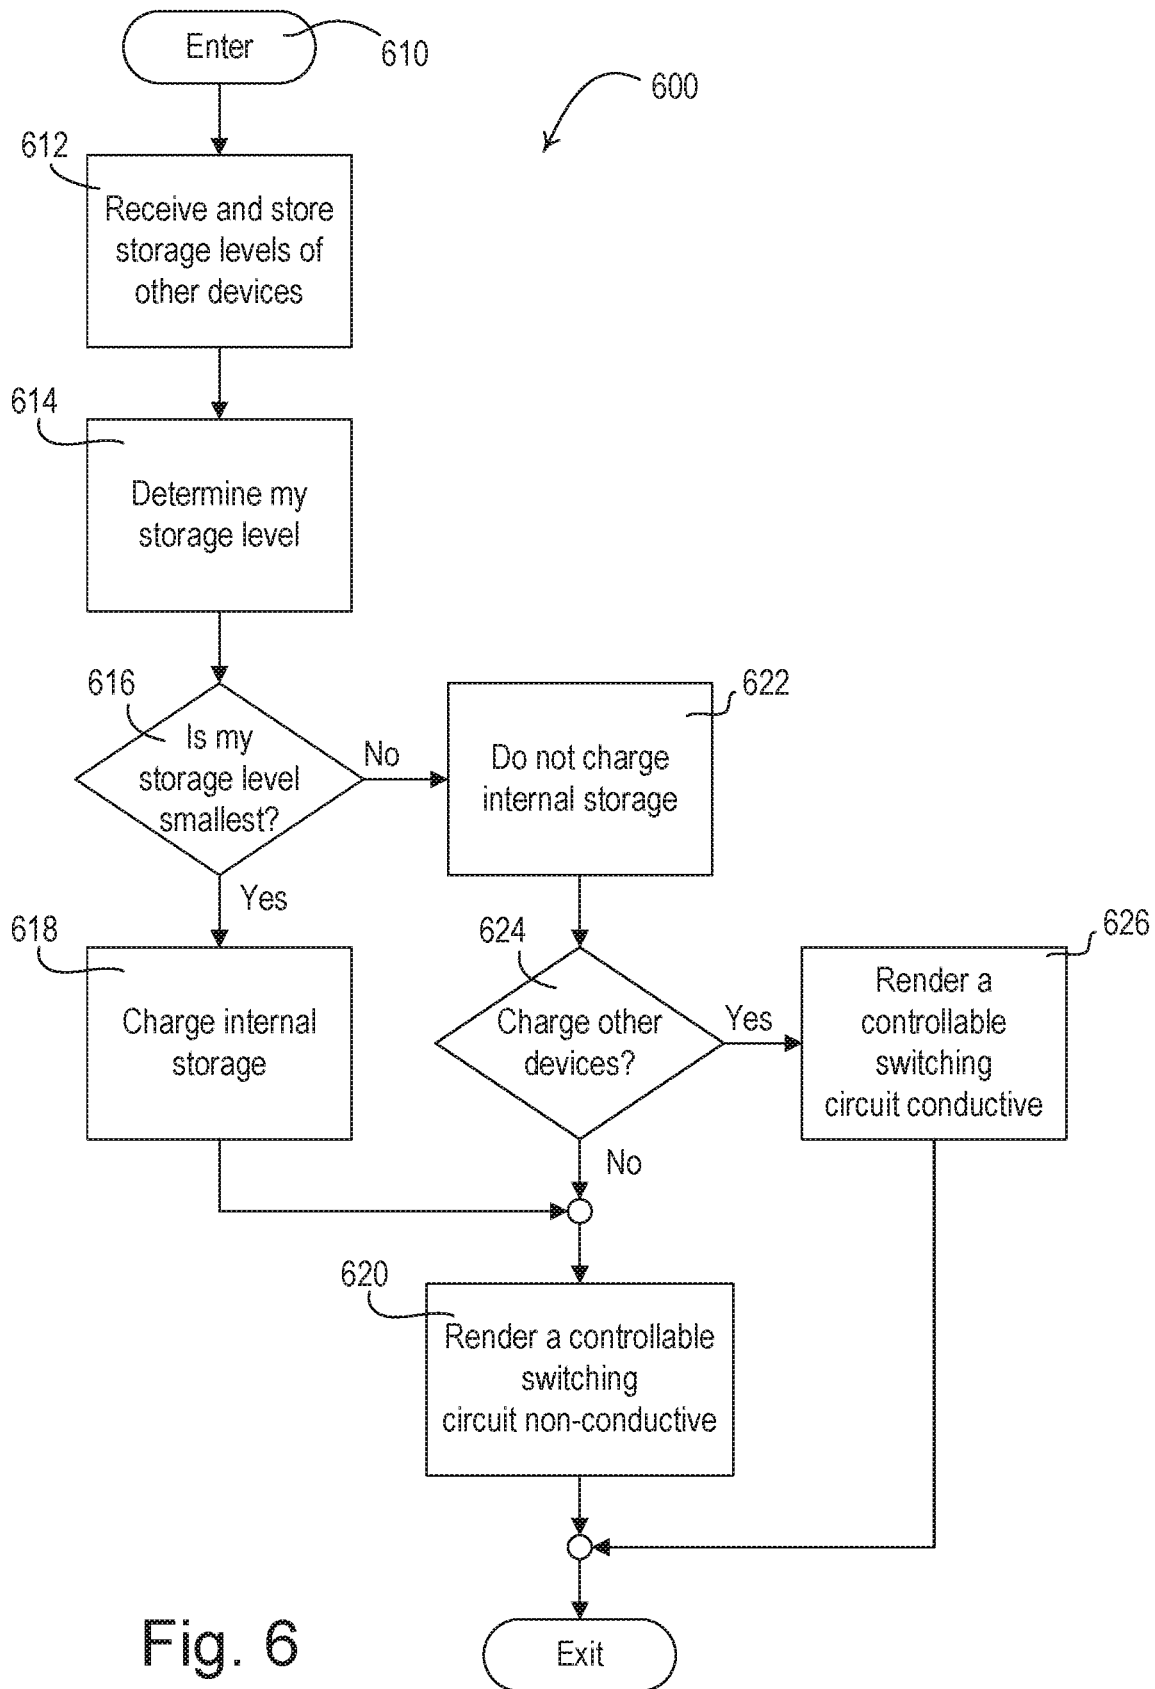 Enter
610
600
612
Receive and store
storage levels of
other devices
614
Determine my
storage level
616
Is my
storage level
smallest?
No
622
Do not charge
internal storage
Yes
618
Charge internal
storage
624
Charge other
devices?
Yes
626
Render a
controllable
switching
circuit conductive
No
620
Render a controllable
switching
circuit non-conductive
Exit
Fig. 6